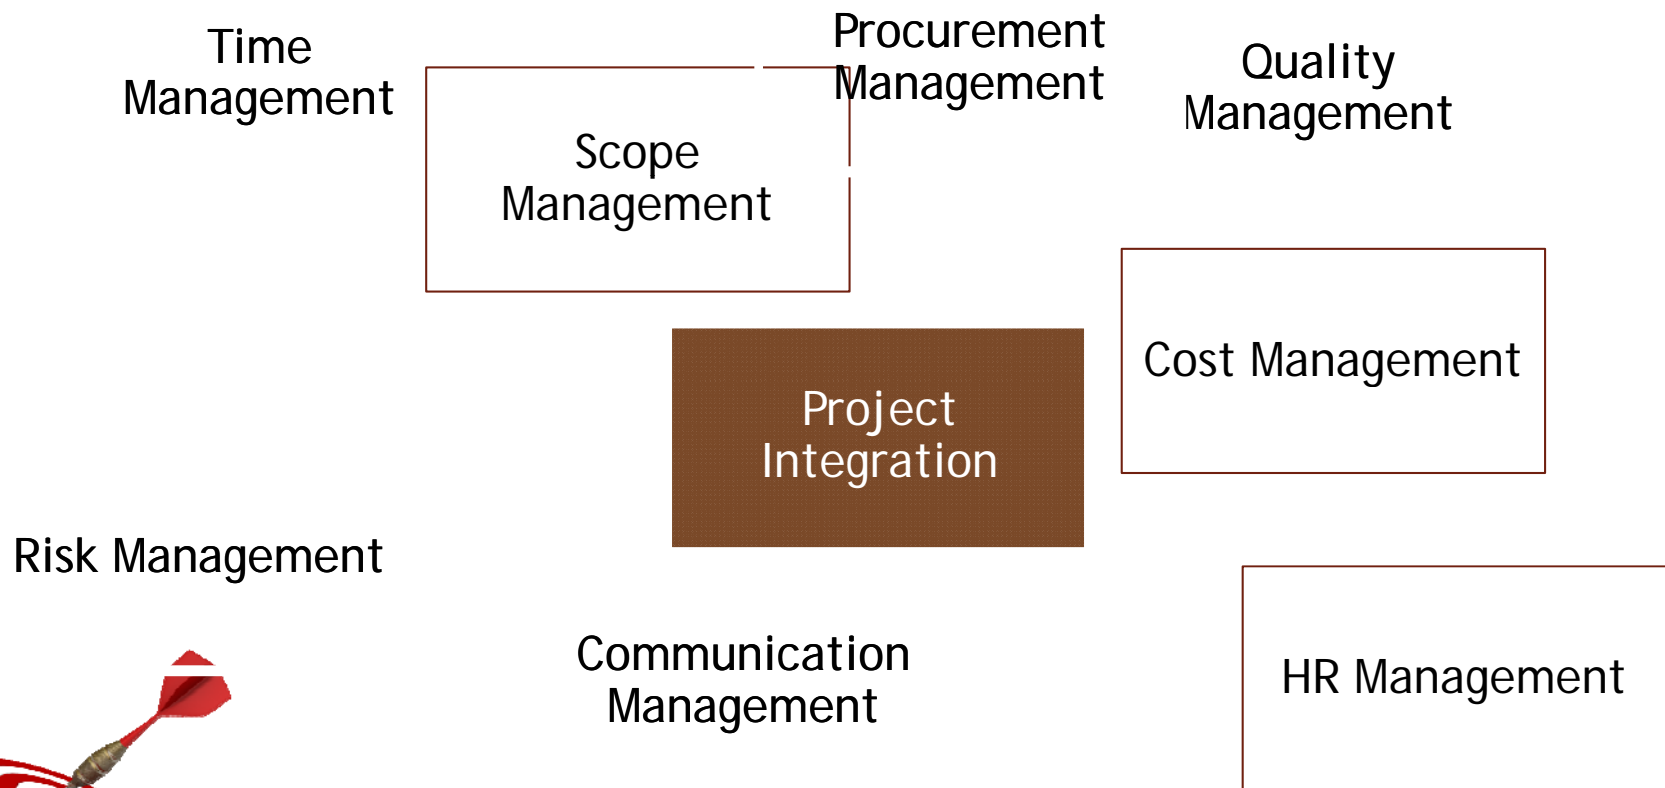 Time
Management
Procurement
Management
Quality
Management
Scope
Management
Cost Management
Project
Integration
Risk Management
Communication
Management
HR Management